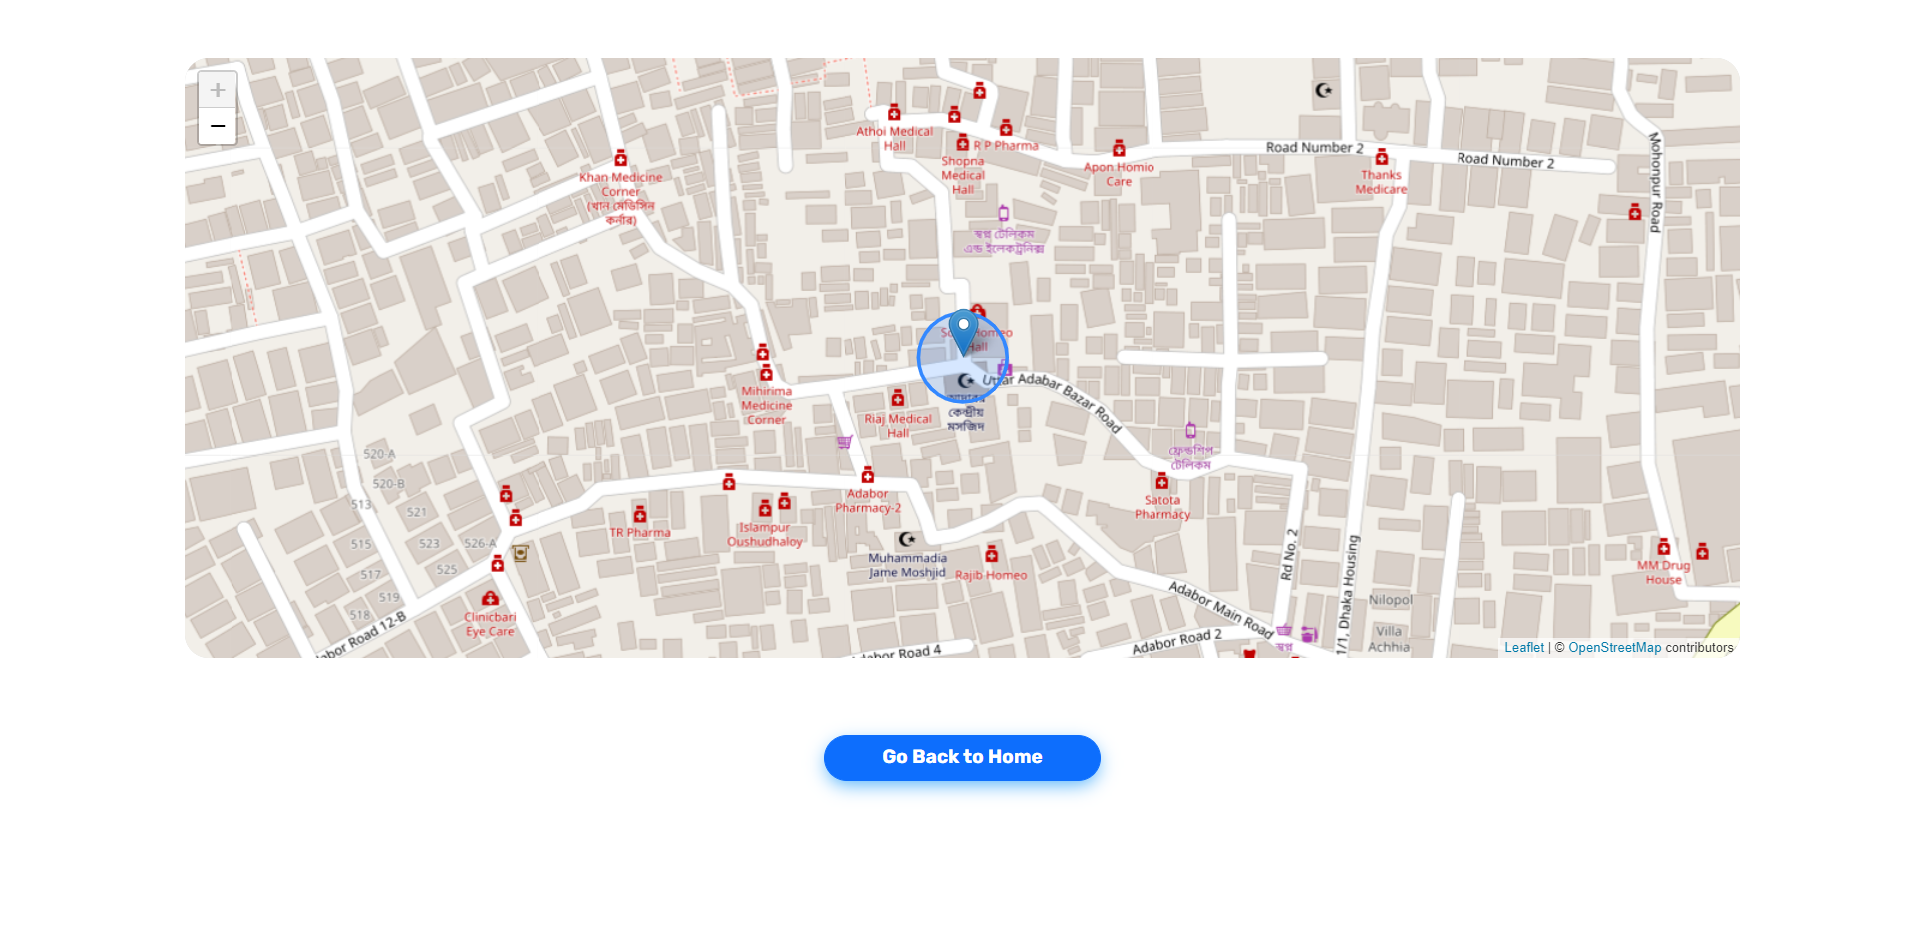 +
−
Athoi Medical
Hall
R P Pharma
Shopna
Medical
Hall
Apon Homio
Care
Road Number 2
Road Number 2
Thanks
Medicare
Mohonpur Road
Khan Medicine
Corner
(খান মেডিসিন
কর্নার)
স্বপ্ন টেলিকম
এন্ড ইলেকট্রনিক্স
Homeo
Hall
Uttar Adabar Bazar Road
কেন্দ্রীয়
মসজিদ
Mihirima
Medicine
Corner
Riaj Medical
Hall
ফ্রেন্ডশিপ
টেলিকম
520-A
520-B
513
521
515
523
526-A
517
525
519
518
Adabor
Pharmacy-2
Satota
Pharmacy
TR Pharma
Islampur
Oushudhaloy
Muhammadia
Jame Moshjid
Rajib Homeo
Rd No. 2
1/1, Dhaka Housing
MM Drug
House
Clinicbari
Eye Care
abor Road 12-B
Adabor Main Road
Nilopol
Villa
Achhia
Adabor Road 2
abor Road 4
স্বপ্ন
Leaflet | © OpenStreetMap contributors
Go Back to Home